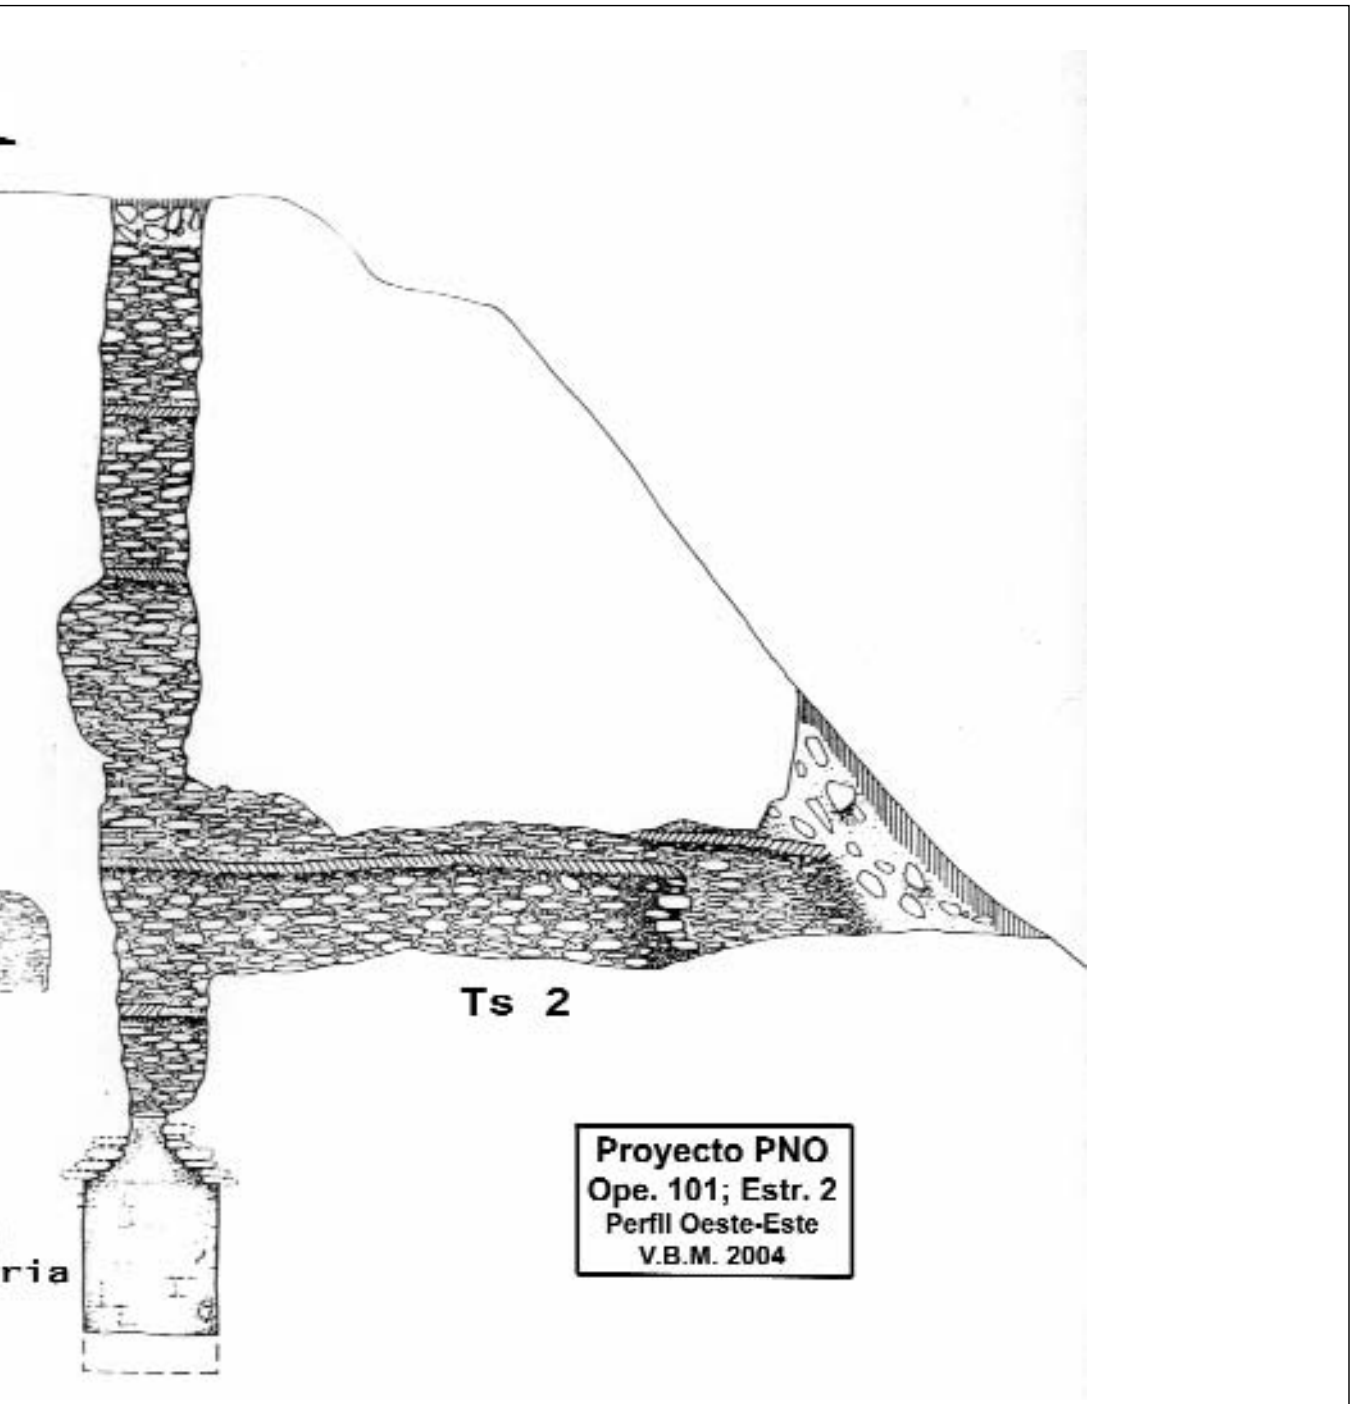 Ts 2
Proyecto PNO
Ope. 101; Estr. 2
Perfil Oeste-Este
V.B.M. 2004
ria